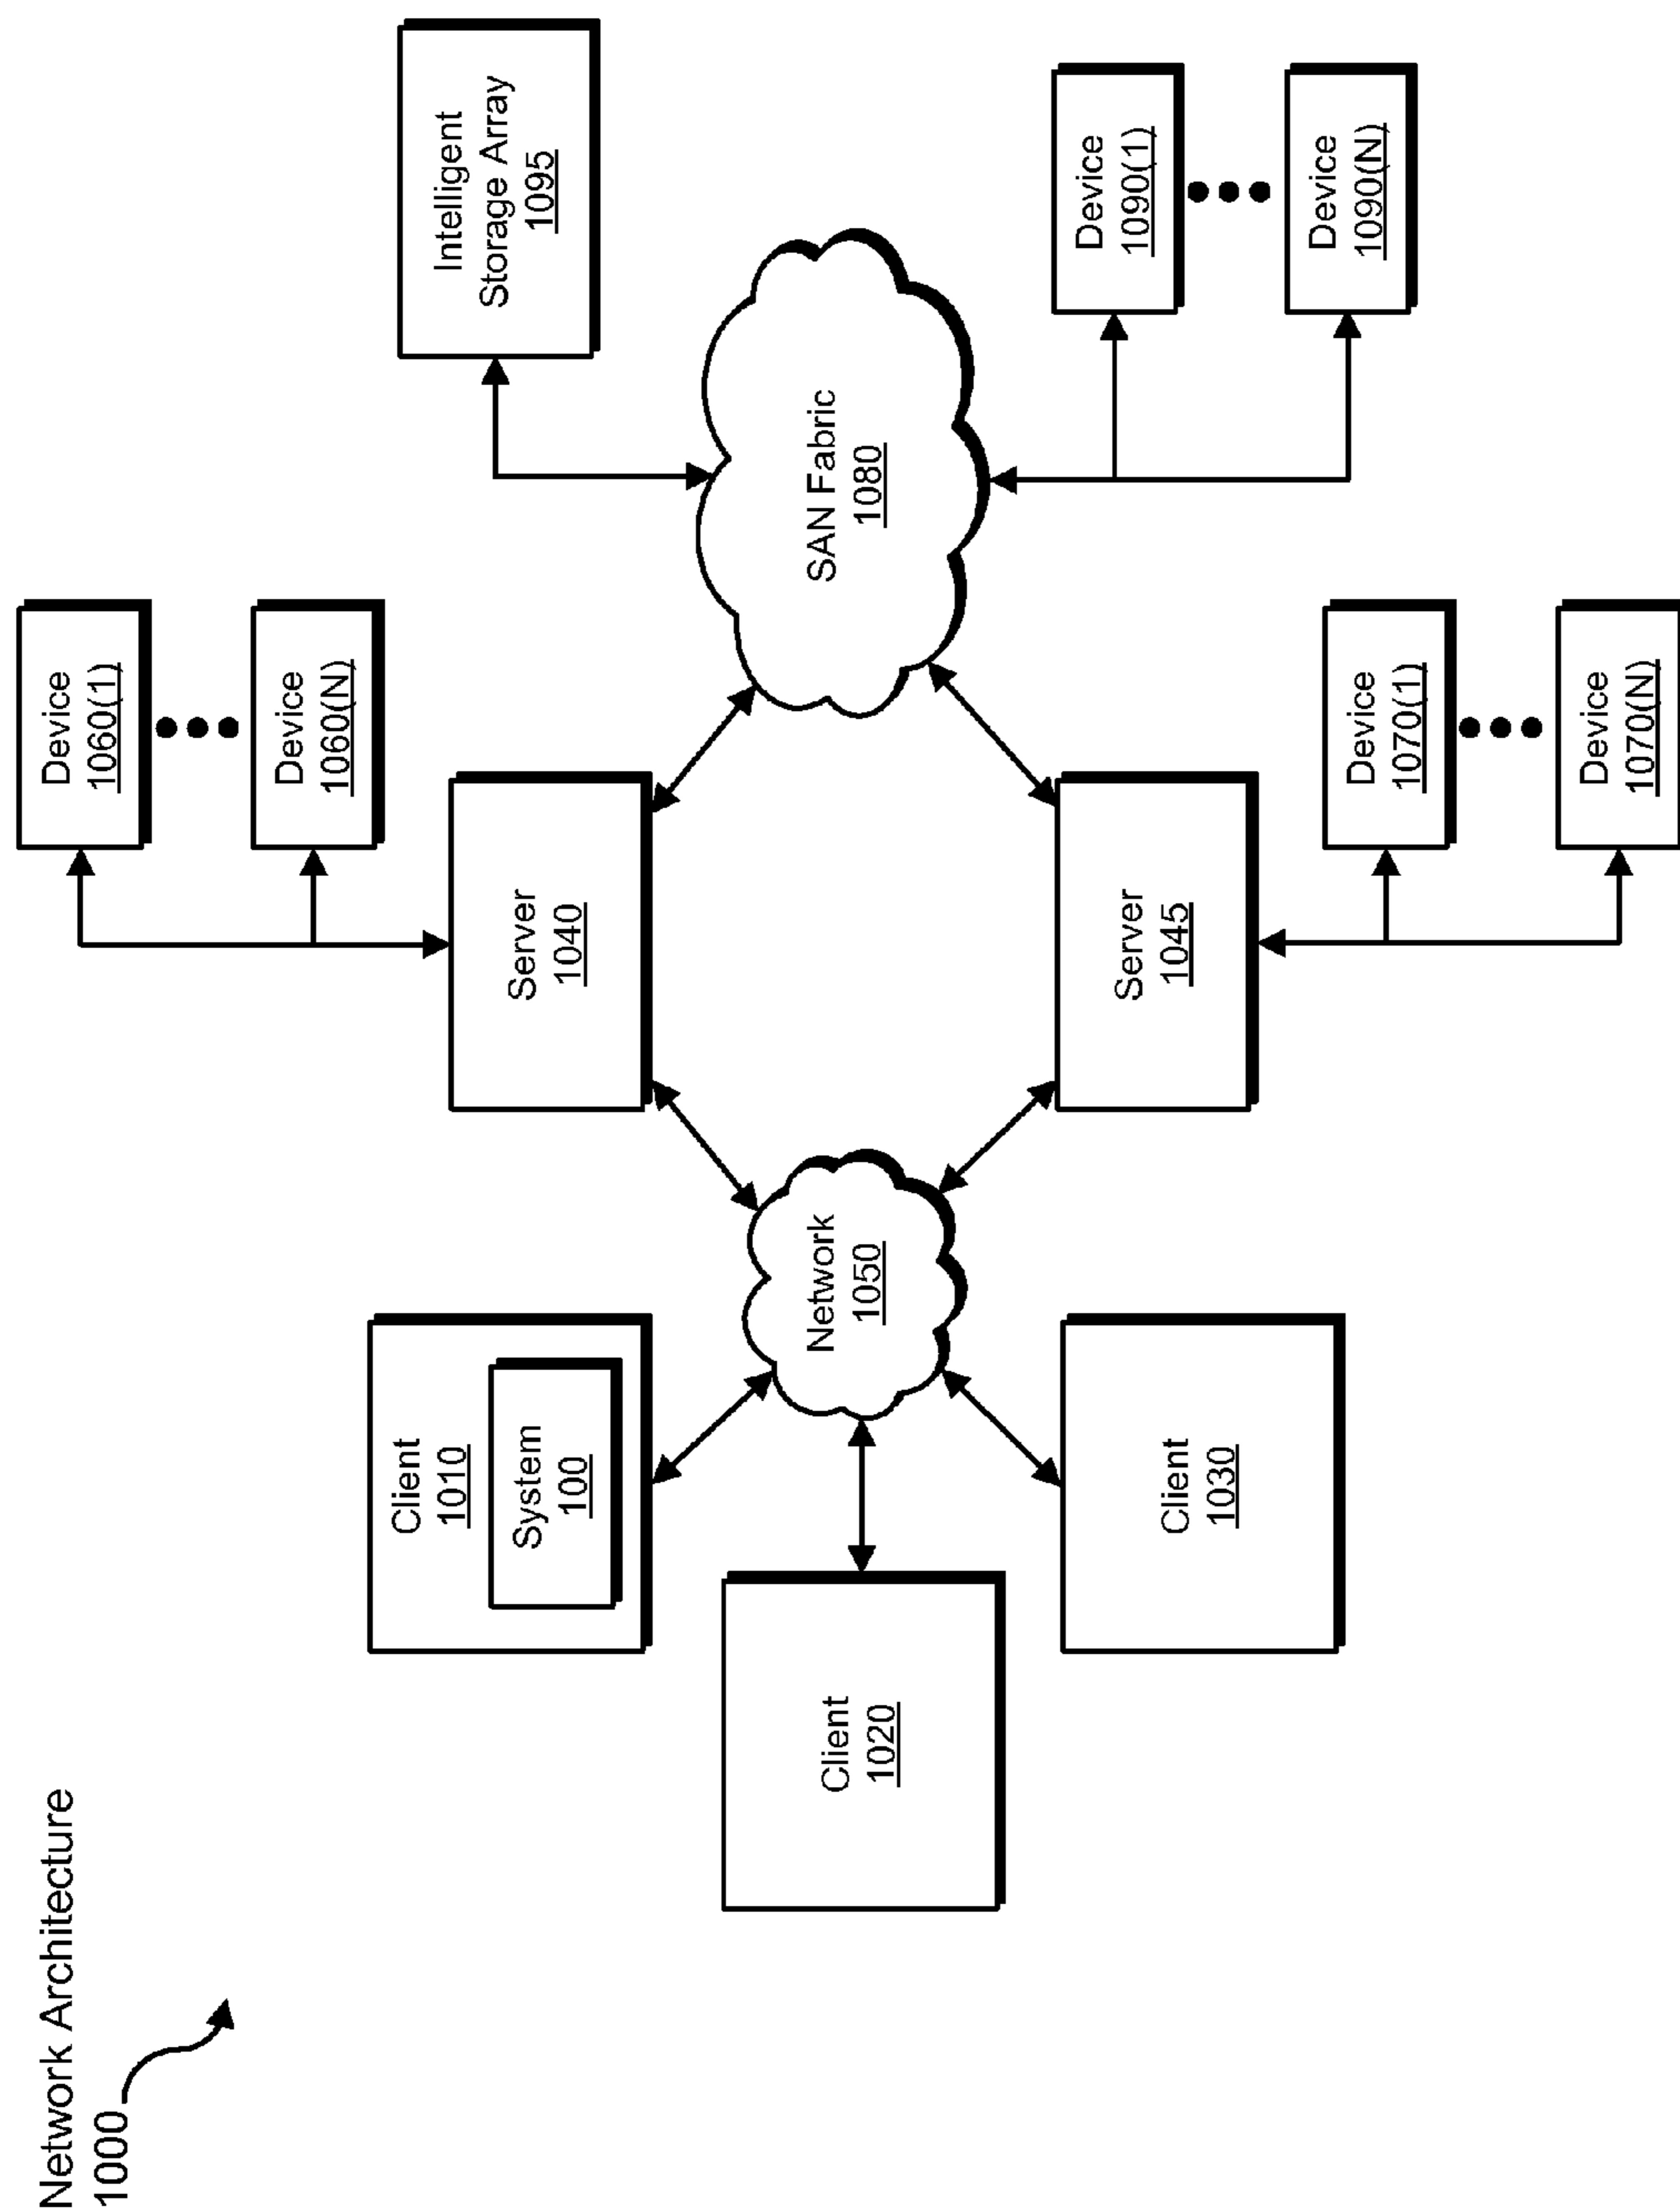 Network Architecture
1000
Device
1060(1)
Device
1060(N)
Intelligent
Storage Array
1095
Client
1010
System
100
Server
1040
Client
1020
Network
1050
SAN Fabric
1080
Client
1030
Server
1045
Device
1090(1)
Device
1090(N)
Device
1070(1)
Device
1070(N)